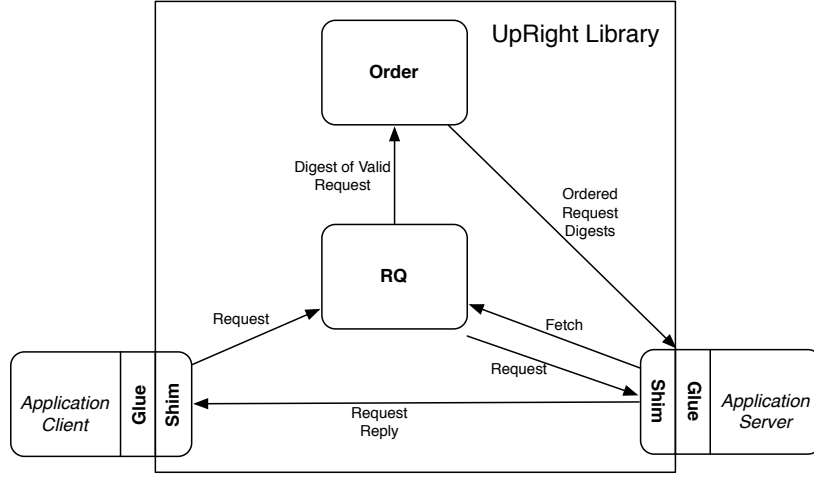 UpRight Library
Order
Digest of Valid
Request
Ordered
Request
Digests
RQ
Request
Fetch
Request
Application
Client
Glue
Shim
Request
Reply
Shim
Glue
Application
Server